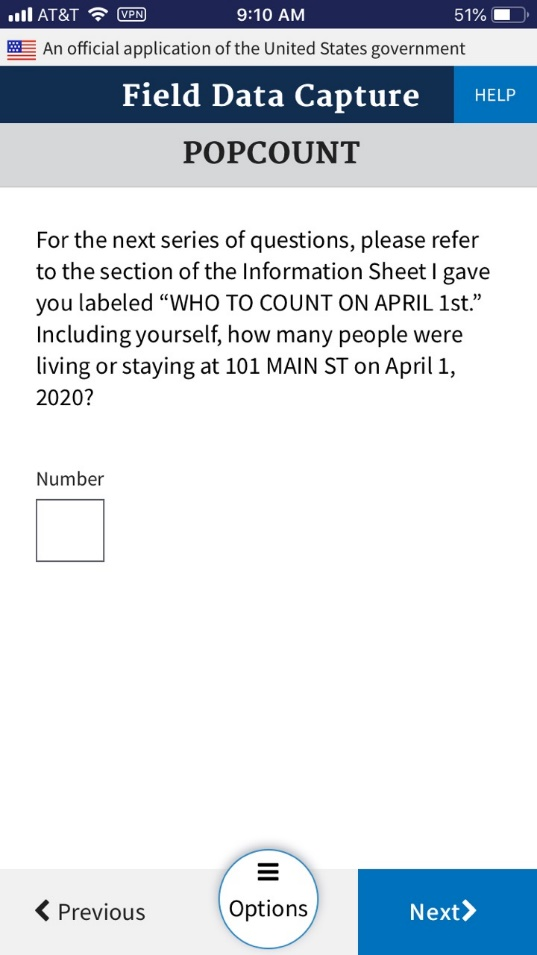 AT&T VPN 9:10 AM 51%
An official application of the United States government
Field Data Capture HELP
POPCOUNT
For the next series of questions, please refer
to the section of the Information Sheet I gave
you labeled “WHO TO COUNT ON APRIL 1st.”
Including yourself, how many people were
living or staying at 101 MAIN ST on April 1,
2020?
Number
Previous Options Next